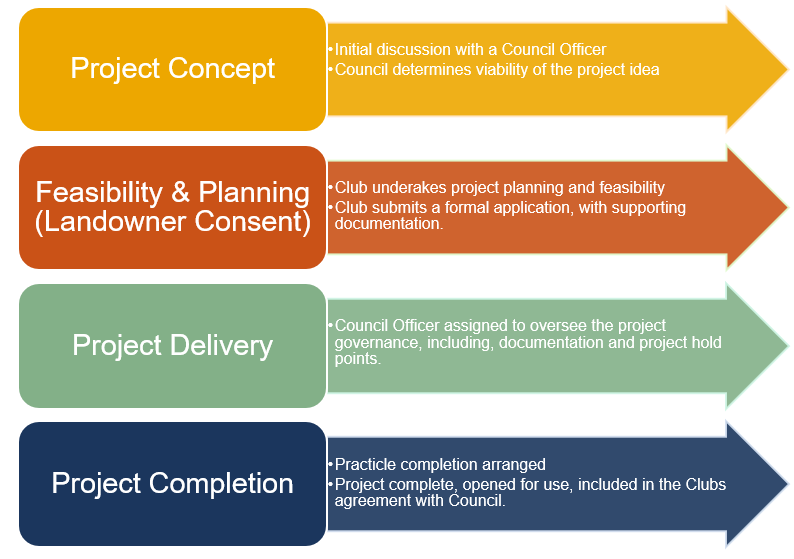 Project Concept
•Initial discussion with a Council Officer
•Council determines viability of the project idea
Feasibility & Planning
(Landowner Consent)
•Club underakes project planning and feasibility
•Club submits a formal application, with supporting
documentation.
Project Delivery
•Council Officer assigned to oversee the project
governance, including, documentation and project hold
points.
Project Completion
•Practicle completion arranged
•Project complete, opened for use, included in the Clubs
agreement with Council.